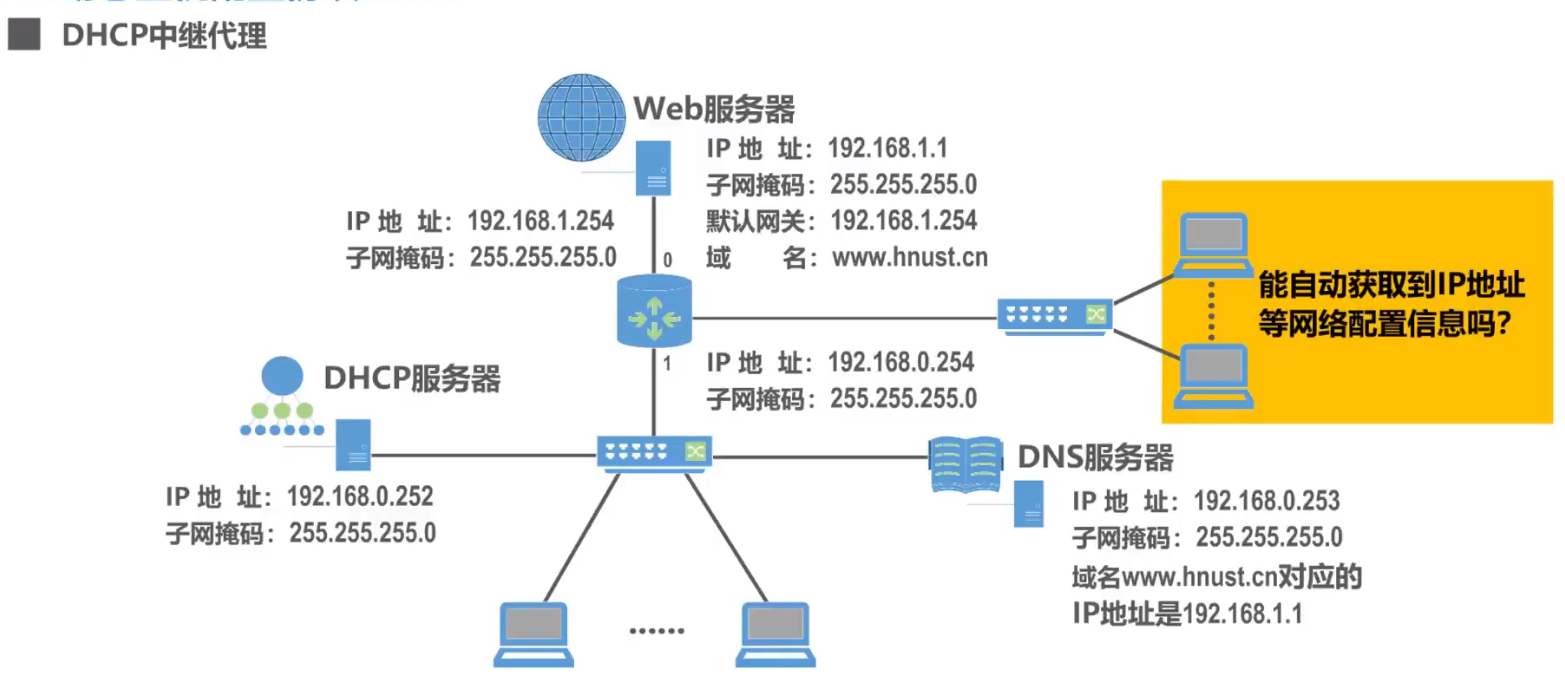 DHCP中继代理
Web服务器
IP 地 址：192.168.1.1
子网掩码：255.255.255.0
默认网关：192.168.1.254
域 名：www.hnust.cn
IP 地 址：192.168.1.254
子网掩码：255.255.255.0
0
能自动获取到IP地址
等网络配置信息吗？
1
IP 地 址：192.168.0.254
子网掩码：255.255.255.0
DHCP服务器
IP 地 址：192.168.0.252
子网掩码：255.255.255.0
DNS服务器
IP 地 址：192.168.0.253
子网掩码：255.255.255.0
域名www.hnust.cn对应的
IP地址是192.168.1.1